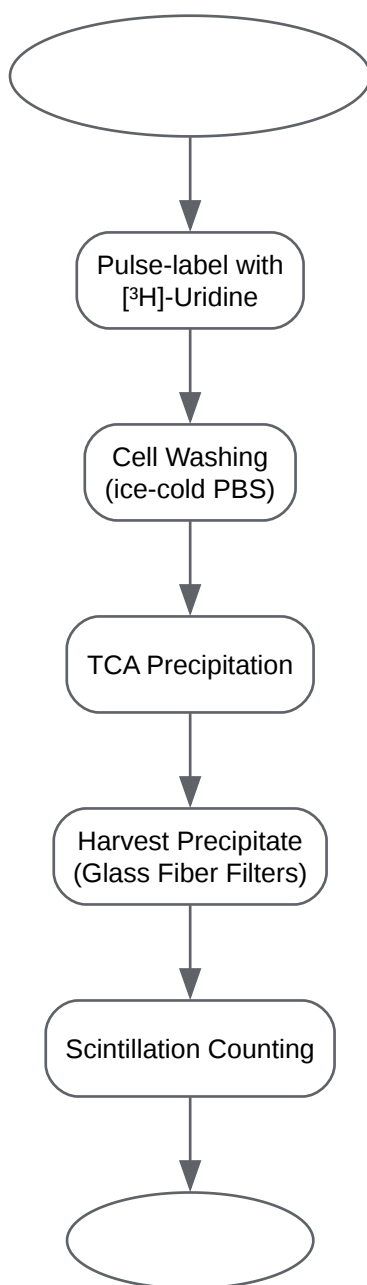 Pulse-label with
[³H]-Uridine
Cell Washing
(ice-cold PBS)
TCA Precipitation
Harvest Precipitate
(Glass Fiber Filters)
Scintillation Counting